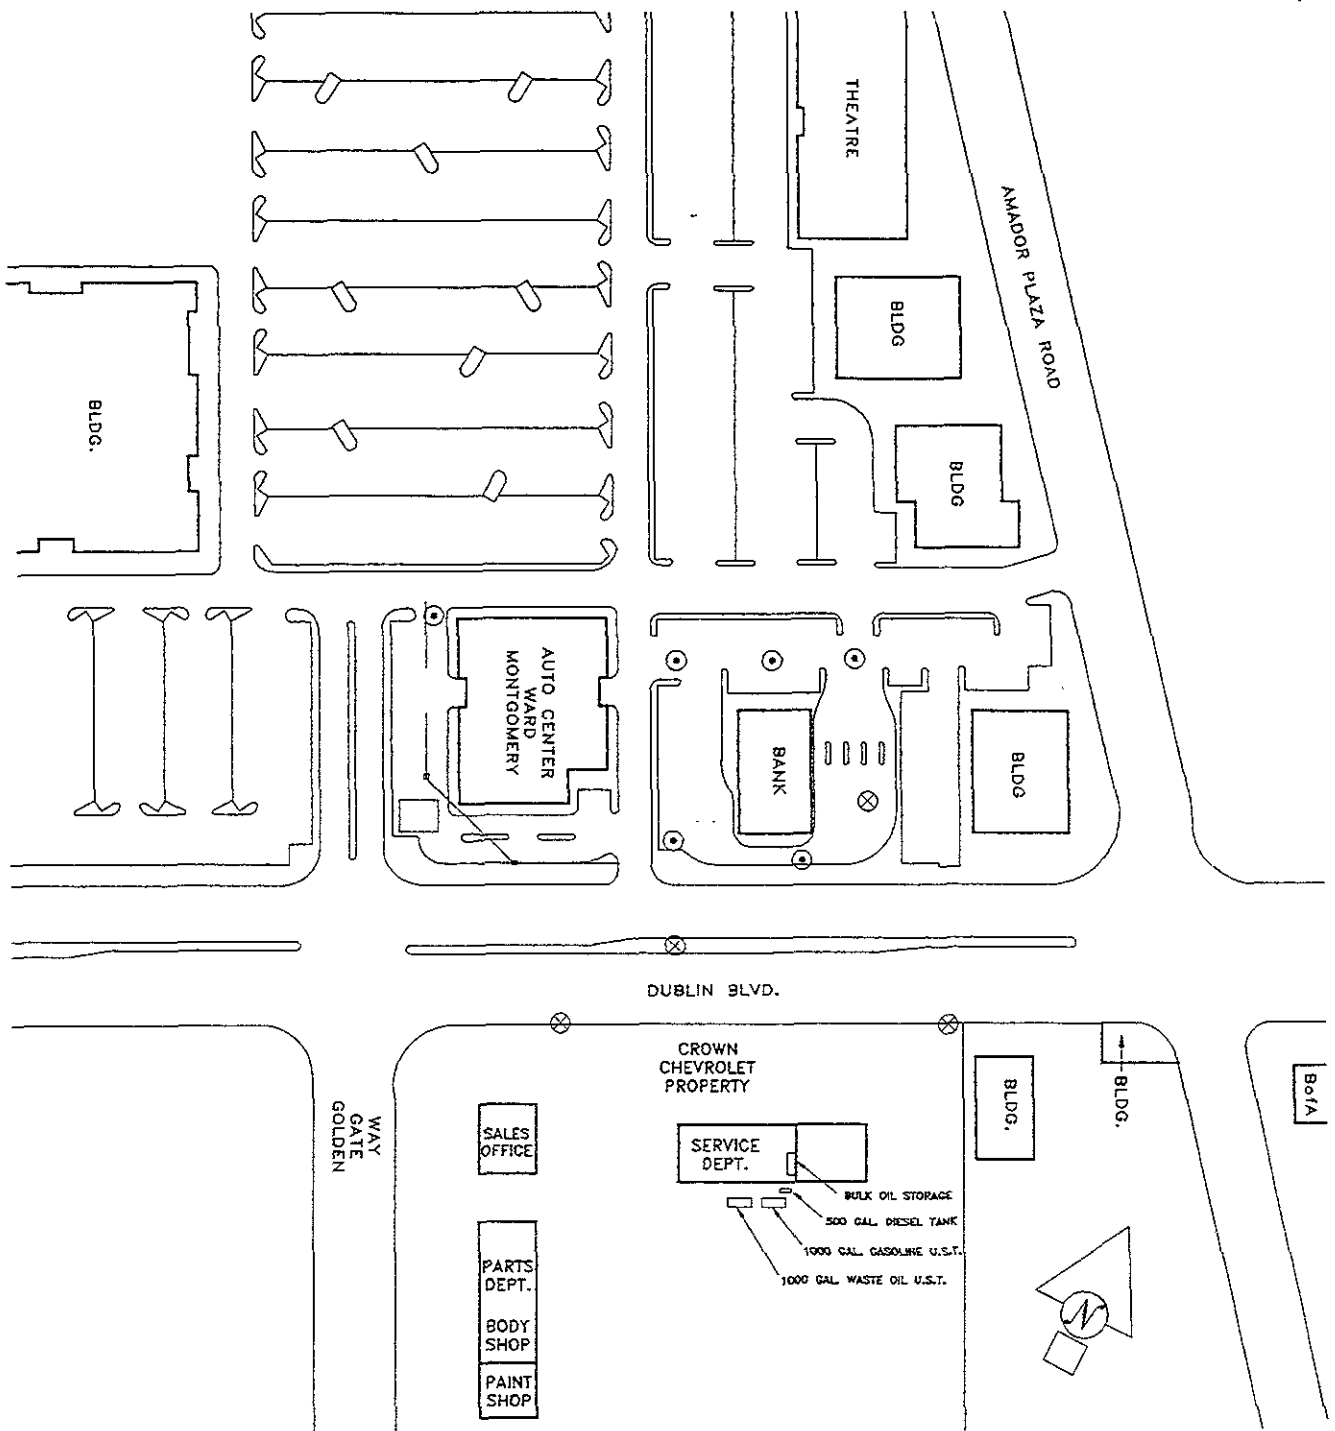 THEATRE
AMADOR PLAZA ROAD
BLDG
BLDG.
BLDG
AUTO CENTER
WARD
MONTGOMERY
BANK
BLDG
DUBLIN BLVD.
CROWN
CHEVROLET
PROPERTY
BLDG.
BLDG.
BofA
WAY
GATE
GOLDEN
SALES
OFFICE
SERVICE
DEPT.
BULK OIL STORAGE
500 GAL. DIESEL TANK
1000 GAL. GASOLINE U.S.T.
1000 GAL. WASTE OIL U.S.T.
PARTS
DEPT.
BODY
SHOP
PAINT
SHOP
N